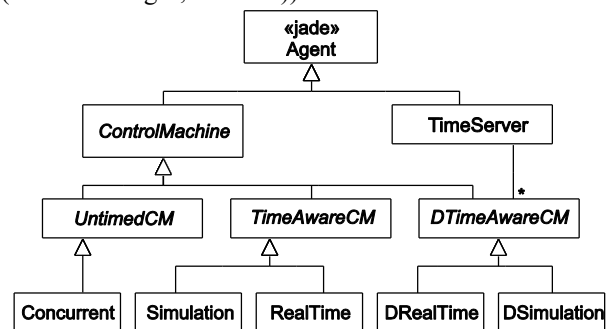 «jade»
Agent
ControlMachine
TimeServer
*
UntimedCM
TimeAwareCM
DTimeAwareCM
Concurrent
Simulation
RealTime
DRealTime
DSimulation